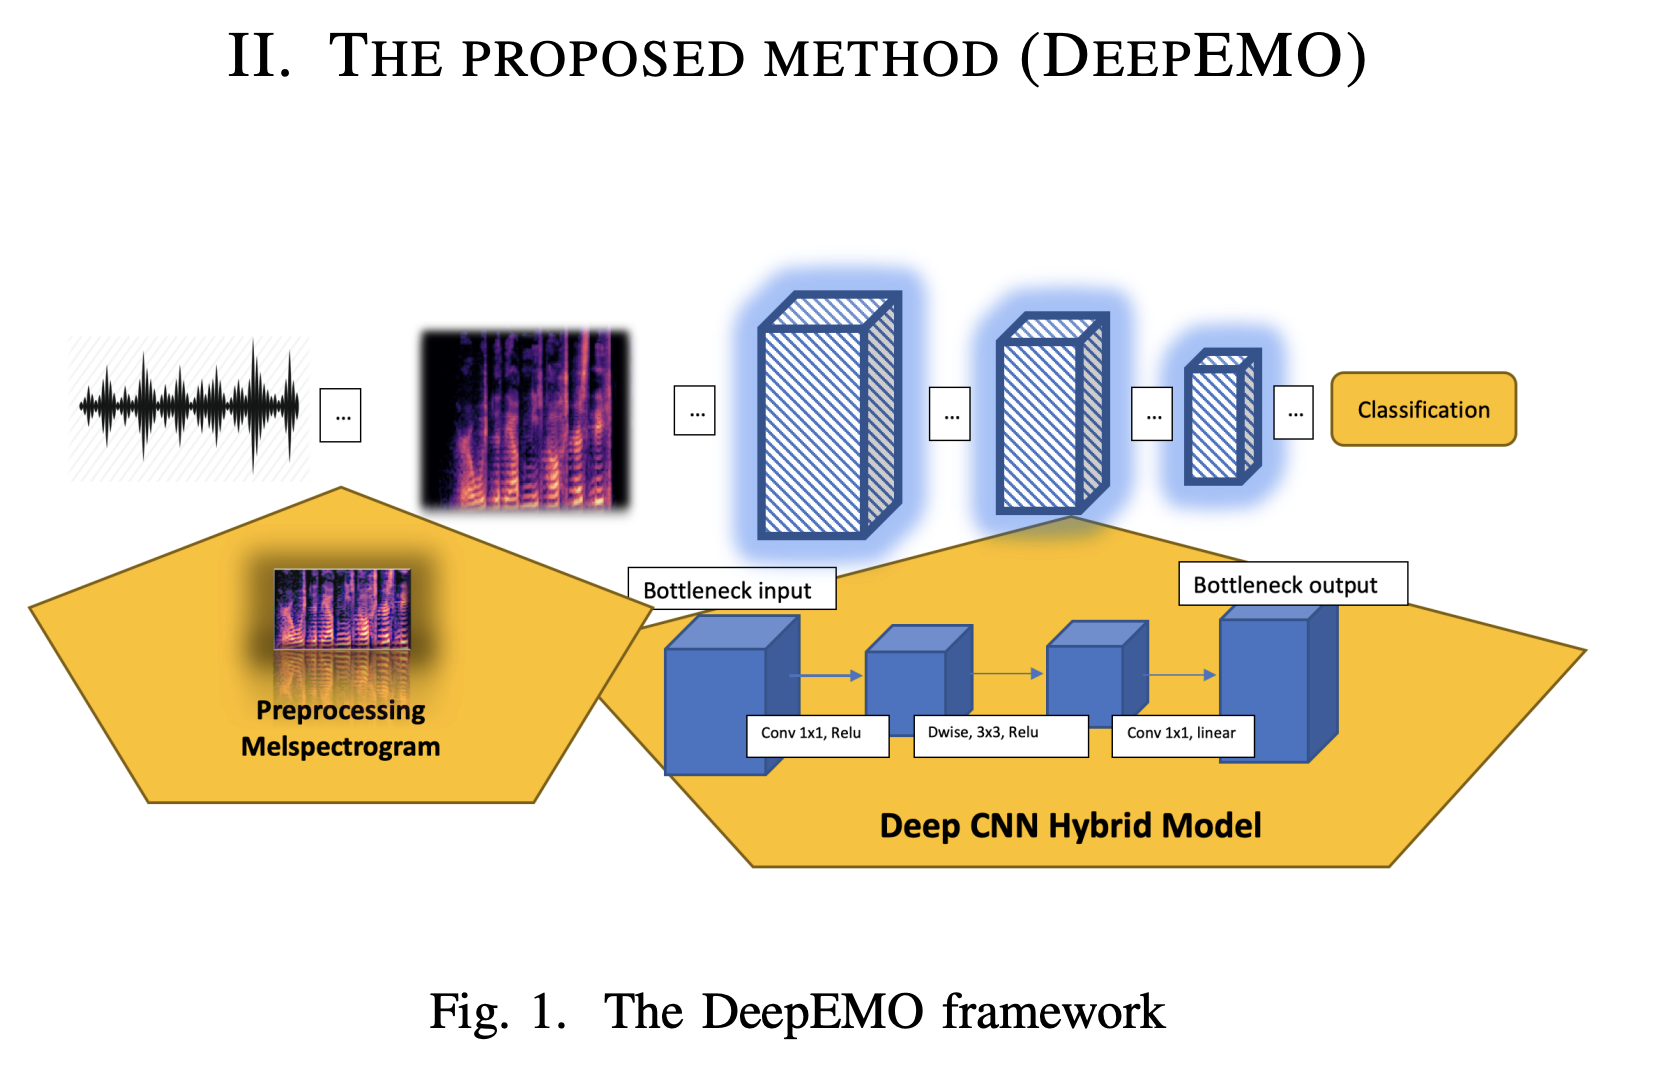 II. THE PROPOSED METHOD (DEEPEMO)
...
...
...
...
...
Classification
Bottleneck input
Bottleneck output
Conv 1x1, Relu
Dwise, 3x3, Relu
Conv 1x1, linear
Preprocessing
Melspectrogram
Deep CNN Hybrid Model
Fig. 1. The DeepEMO framework